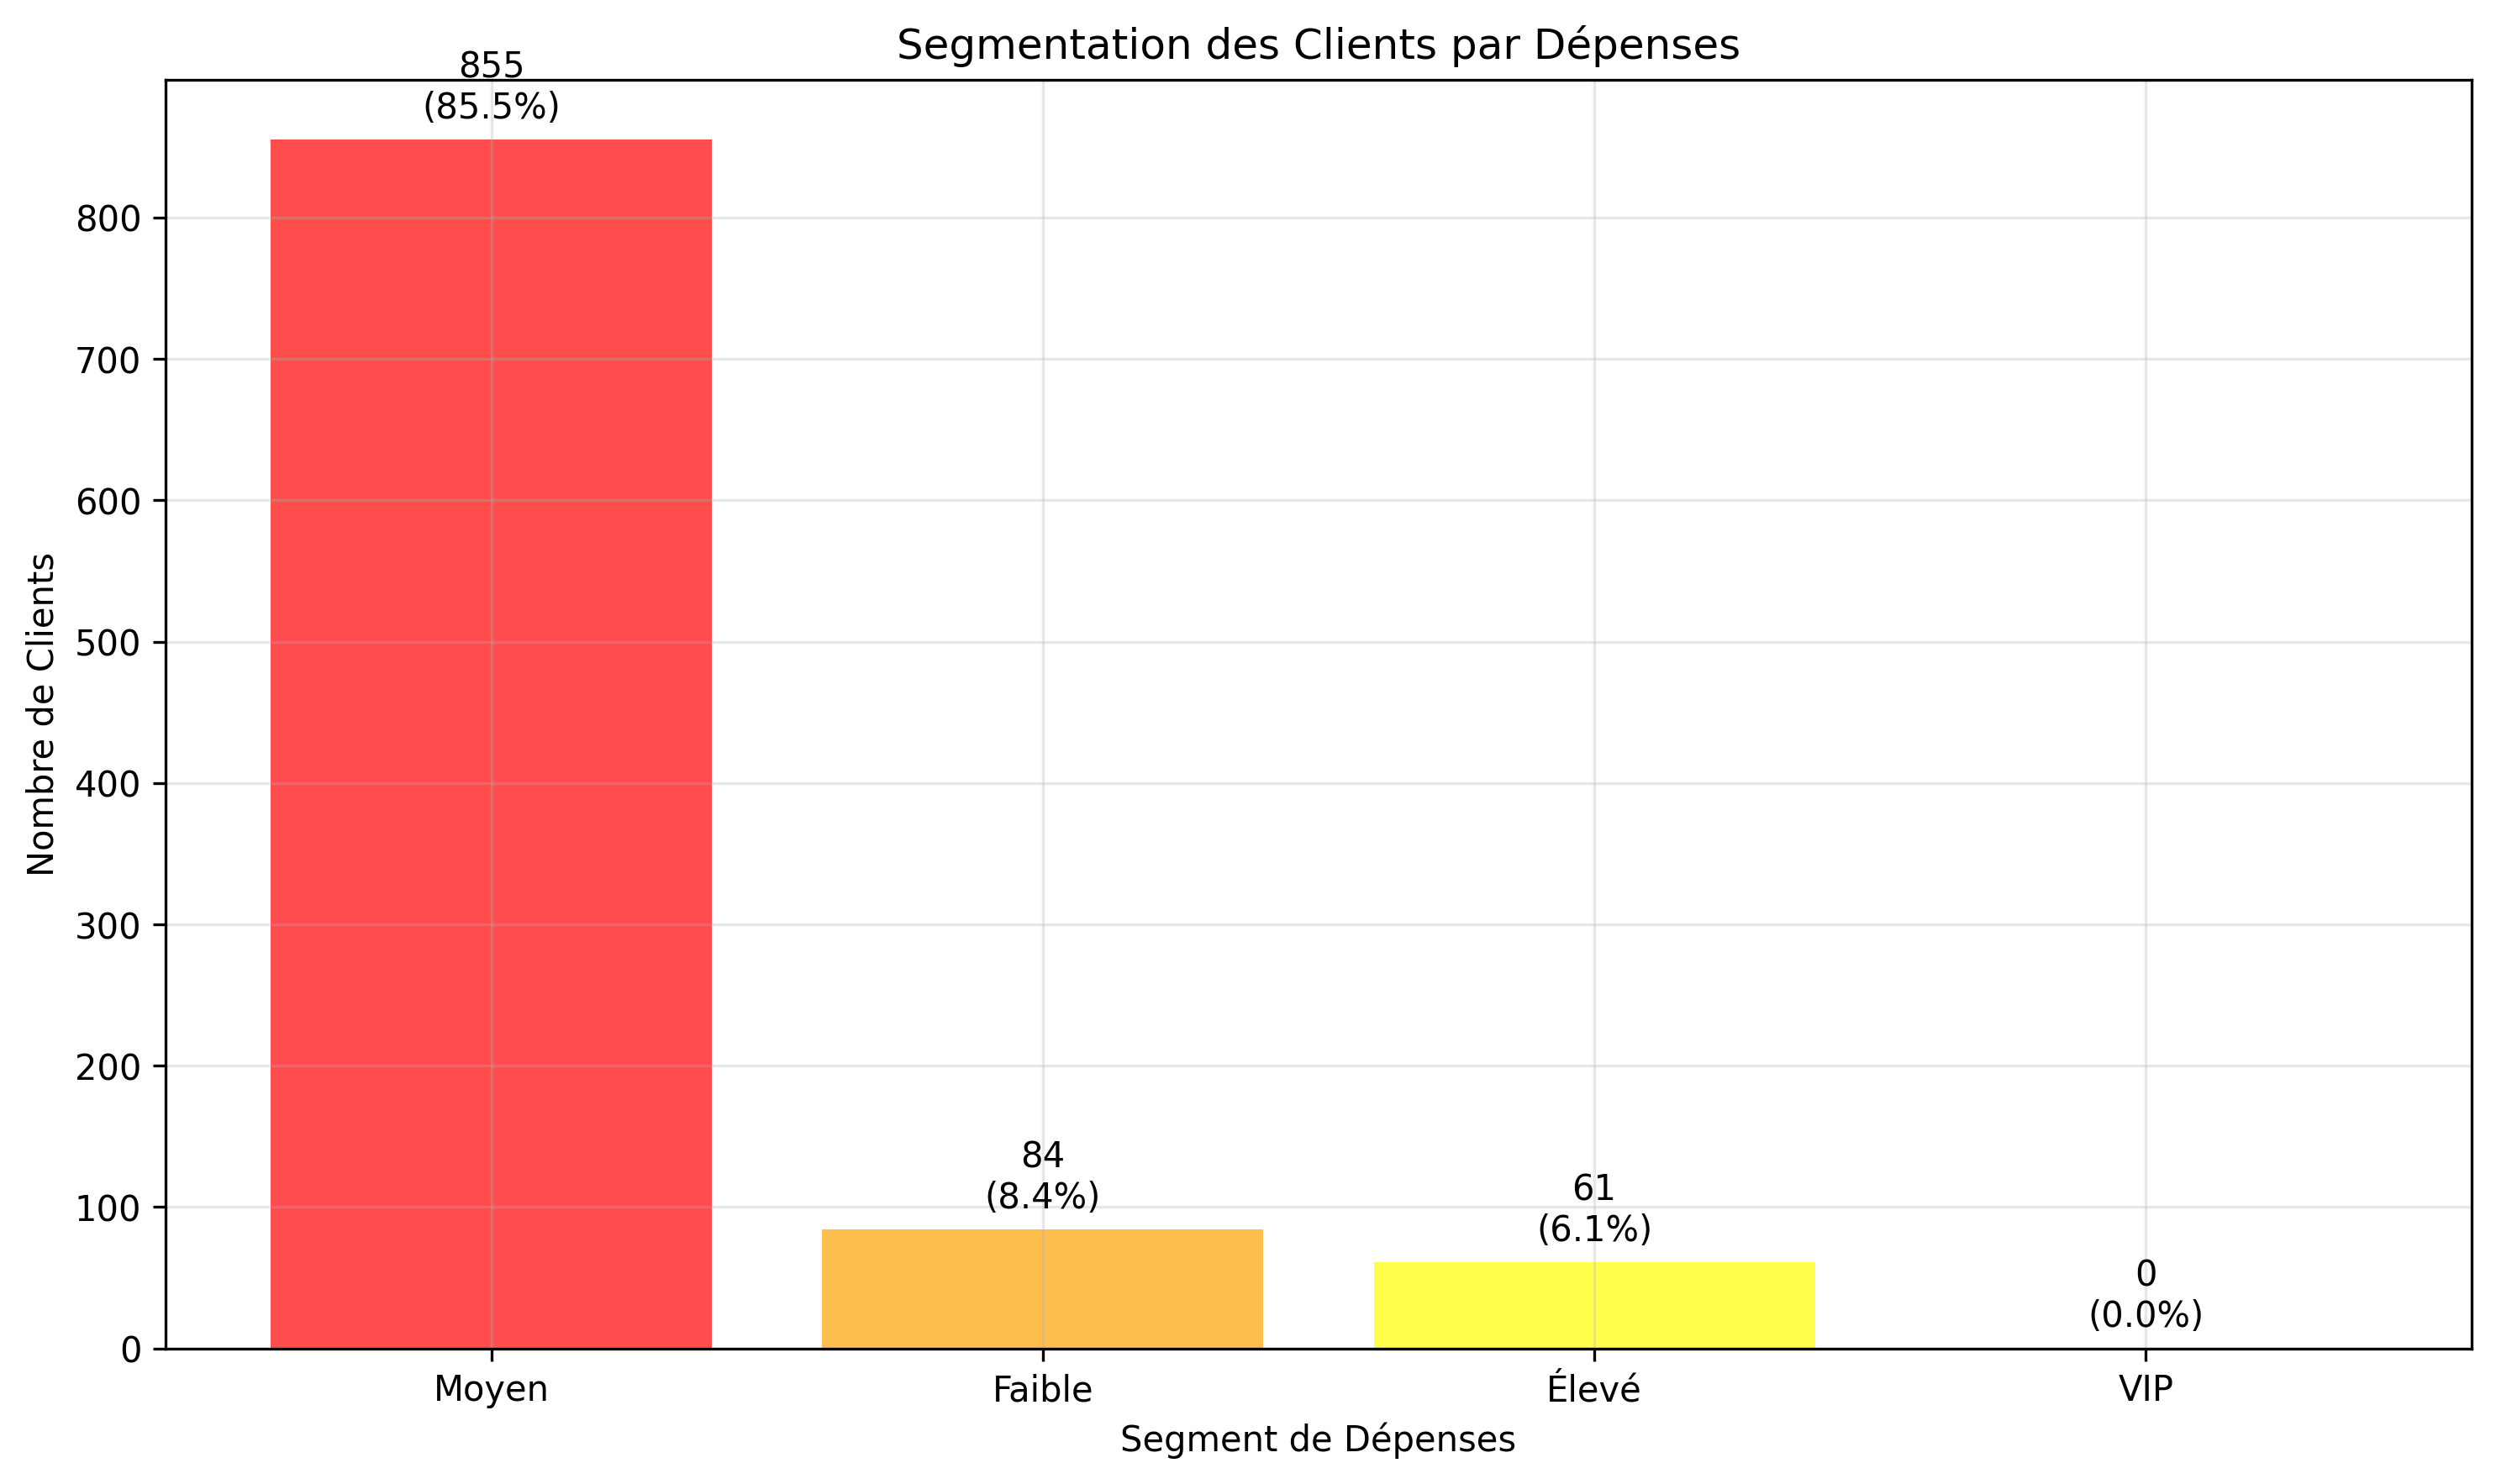 Segmentation des Clients par Dépenses
855
(85.5%)
84
(8.4%)
61
(6.1%)
0
(0.0%)
Nombre de Clients
800
700
600
500
400
300
200
100
0
Moyen
Faible
Élevé
VIP
Segment de Dépenses